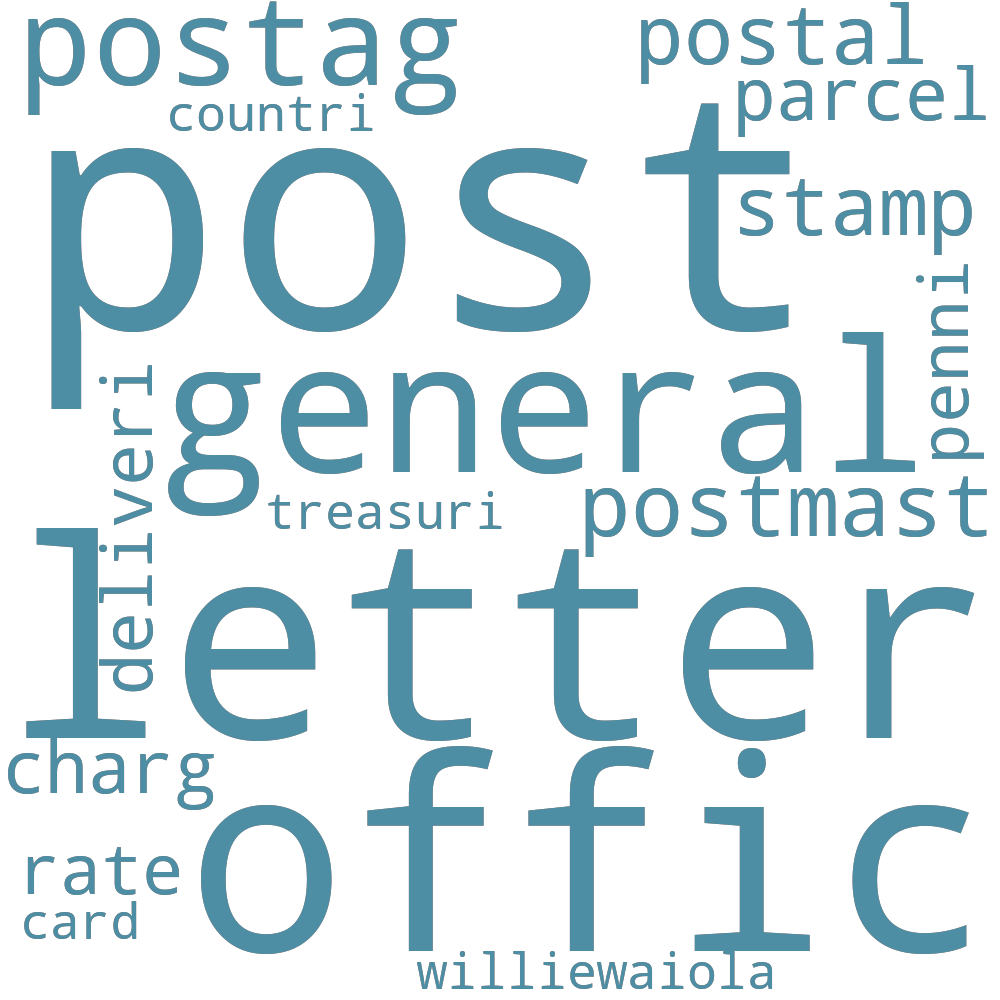 postag
postal
parcel
countri
post
stamp
penni
general
deliveri
treasuri
postmast
letter
charg
offic
rate
card
williewaiola